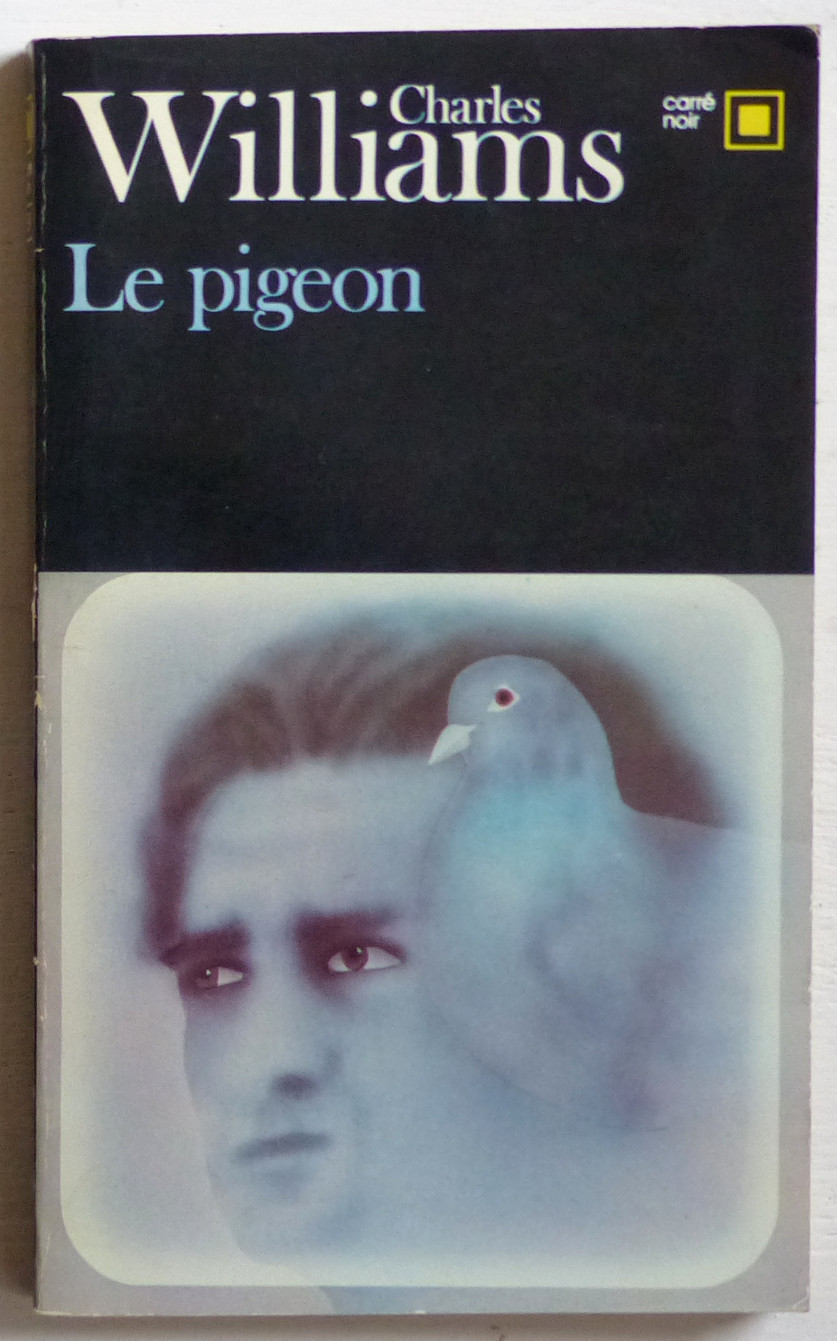 Charles
Williams
carré
noir
Le pigeon